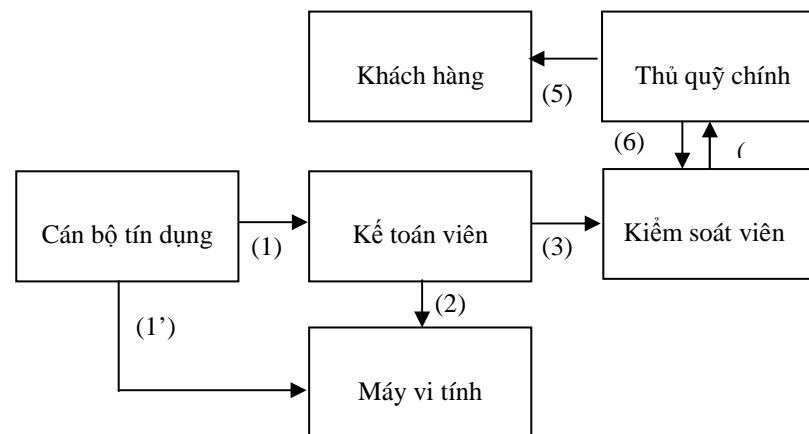 Khách hàng
Thủ quỹ chính
(5)
(6)
(
Cán bộ tín dụng
(1)
Kế toán viên
(3)
Kiểm soát viên
(1’)
(2)
Máy vi tính